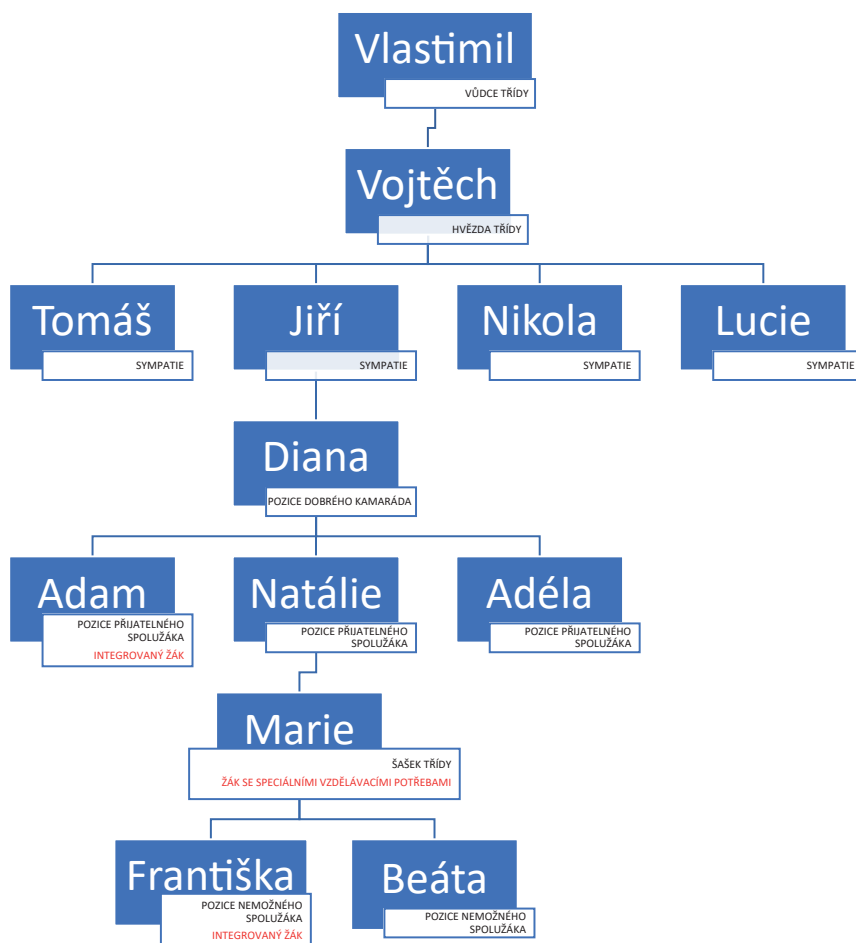 Vlastimil
VŮDCE TŘÍDY
Vojtěch
HVĚZDA TŘÍDY
Tomáš
SYMPATIE
Jiří
SYMPATIE
Nikola
SYMPATIE
Lucie
SYMPATIE
Diana
POZICE DOBRÉHO KAMARÁDA
Adam
POZICE PŘIJATELNÉHO
SPOLUŽÁKA
INTEGROVANÝ ŽÁK
Natálie
POZICE PŘIJATELNÉHO
SPOLUŽÁKA
Adéla
POZICE PŘIJATELNÉHO
SPOLUŽÁKA
Marie
ŠAŠEK TŘÍDY
ŽÁK SE SPECIÁLNÍMI VZDĚLÁVACÍMI POTŘEBAMI
Františka
POZICE NEMOŽNÉHO
SPOLUŽÁKA
INTEGROVANÝ ŽÁK
Beáta
POZICE NEMOŽNÉHO
SPOLUŽÁKA